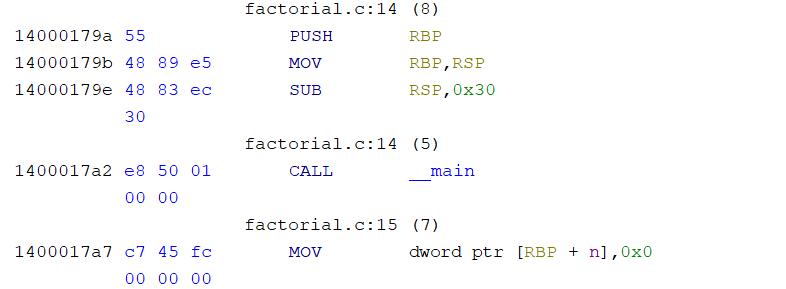 factorial.c:14 (8)
14000179a 55 PUSH RBP
14000179b 48 89 e5 MOV RBP,RSP
14000179e 48 83 ec SUB RSP,0x30
30
factorial.c:14 (5)
1400017a2 e8 50 01 CALL __main
00 00
factorial.c:15 (7)
1400017a7 c7 45 fc MOV dword ptr [RBP + n],0x0
00 00 00